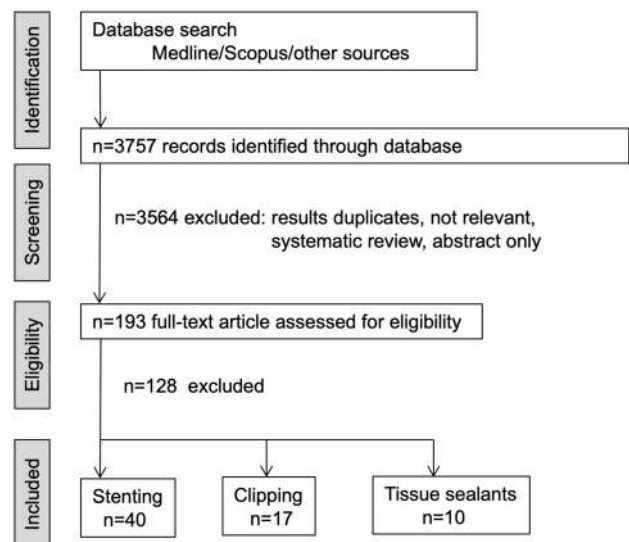 Identification
Database search
Medline/Scopus/other sources
n=3757 records identified through database
Screening
n=3564 excluded: results duplicates, not relevant,
systematic review, abstract only
Eligibility
n=193 full-text article assessed for eligibility
n=128 excluded
Included
Stenting
n=40
Clipping
n=17
Tissue sealants
n=10